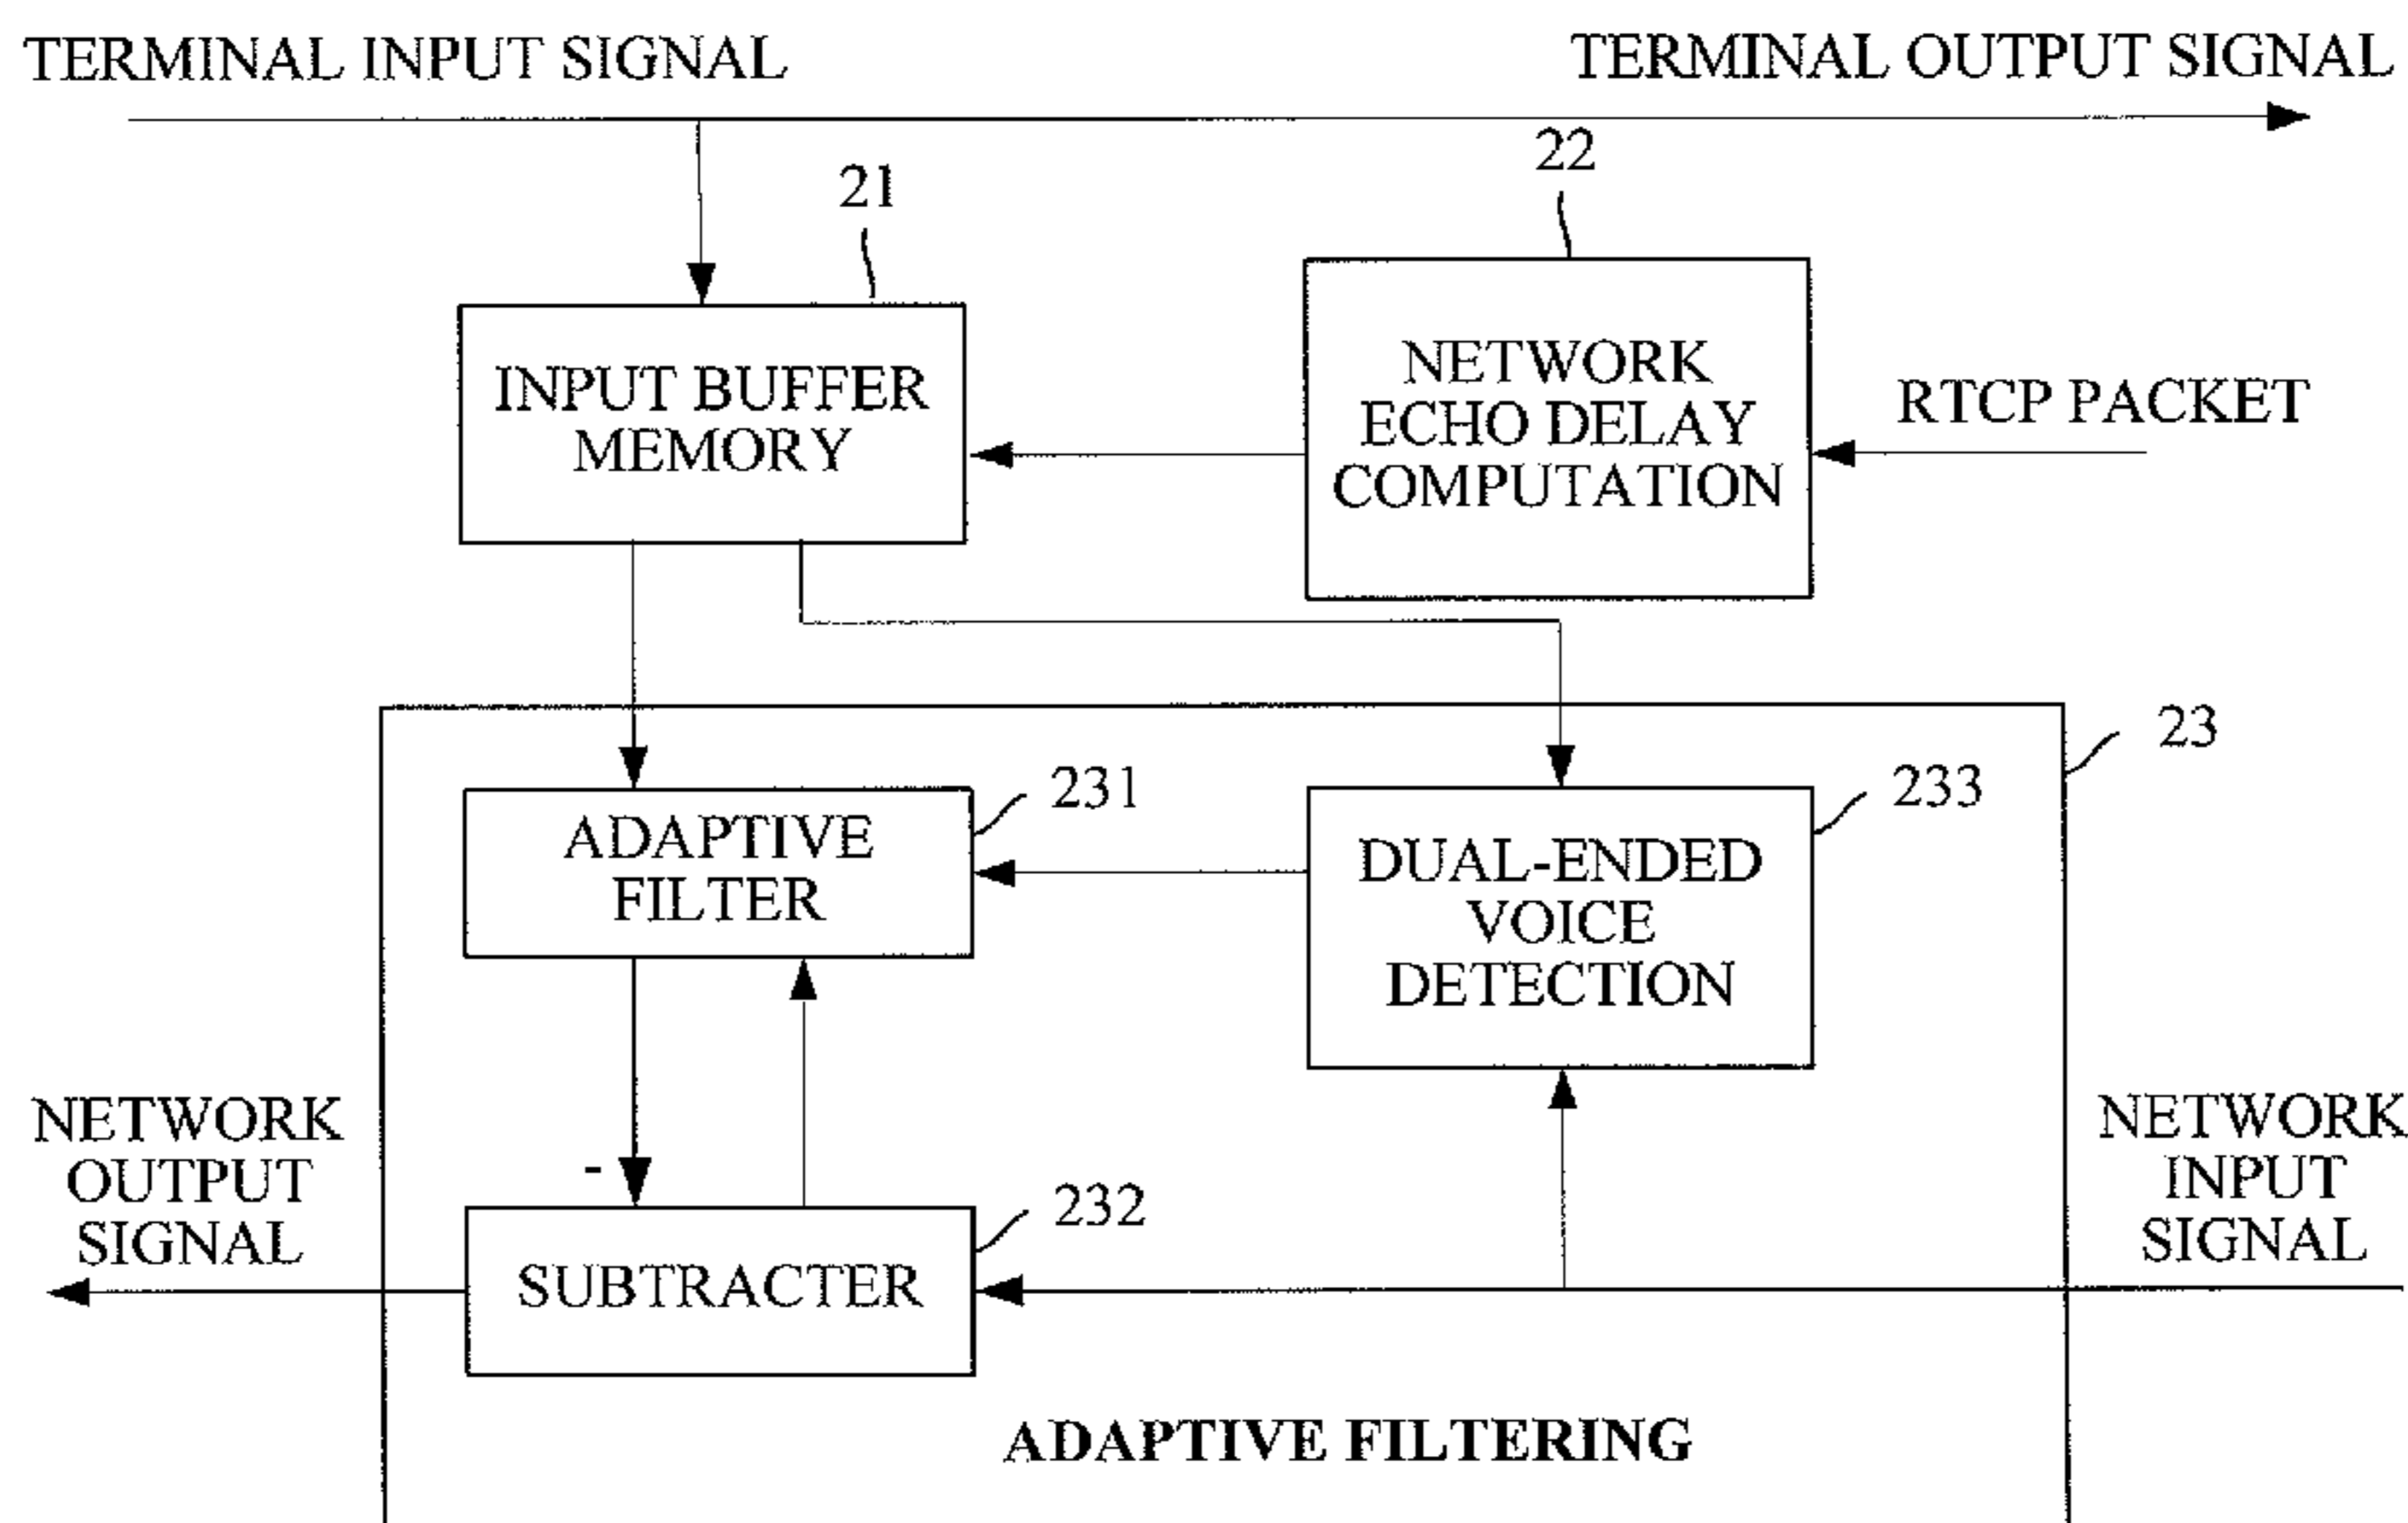 TERMINAL INPUT SIGNAL
TERMINAL OUTPUT SIGNAL
22
21
INPUT BUFFER
MEMORY
NETWORK
ECHO DELAY
COMPUTATION
RTCP PACKET
23
231
233
ADAPTIVE
FILTER
DUAL-ENDED
VOICE
DETECTION
NETWORK
OUTPUT
SIGNAL
-
232
SUBTRACTER
NETWORK
INPUT
SIGNAL
ADAPTIVE FILTERING